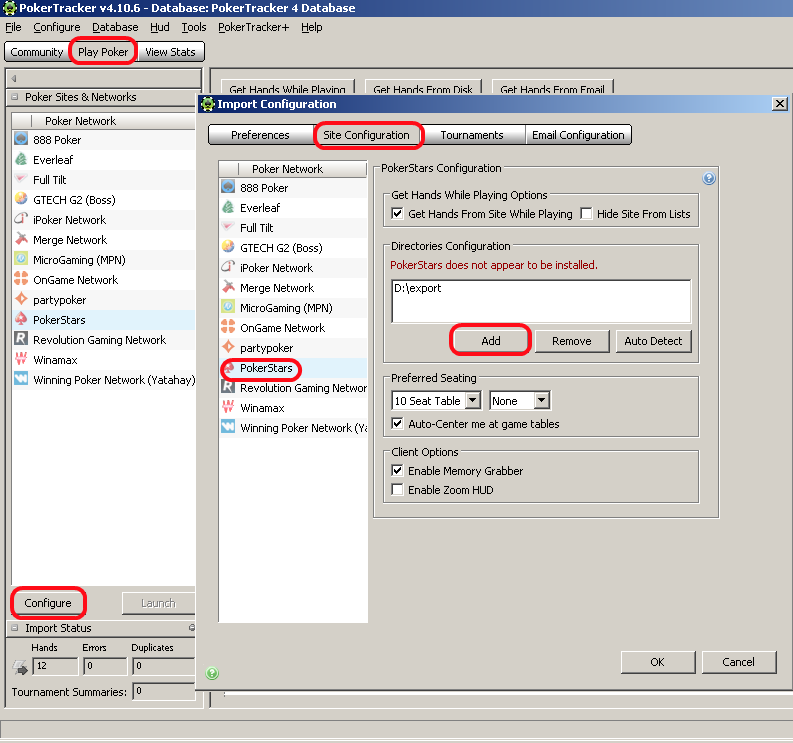 PokerTracker v4.10.6 - Database: PokerTracker 4 Database
File Configure Database Hud Tools PokerTracker+ Help
Community Play Poker View Stats
Get Hands While Playing Get Hands From Disk Get Hands From Email
Poker Sites & Networks
Poker Network
888 Poker
Everleaf
Full Tilt
GTECH G2 (Boss)
iPoker Network
Merge Network
MicroGaming (MPN)
OnGame Network
partypoker
PokerStars
Revolution Gaming Network
Winamax
Winning Poker Network (Yatahay)
Configure Launch
Import Status
Hands Errors Duplicates
12 0 0
Tournament Summaries: 0
Import Configuration
Preferences Site Configuration Tournaments Email Configuration
Poker Network
888 Poker
Everleaf
Full Tilt
GTECH G2 (Boss)
iPoker Network
Merge Network
MicroGaming (MPN)
OnGame Network
partypoker
PokerStars
Revolution Gaming Networ
Winamax
Winning Poker Network (Ya
PokerStars Configuration
Get Hands While Playing Options
Get Hands From Site While Playing Hide Site From Lists
Directories Configuration
PokerStars does not appear to be installed.
D:\export
Add Remove Auto Detect
Preferred Seating
10 Seat Table None
Auto-Center me at game tables
Client Options
Enable Memory Grabber
Enable Zoom HUD
OK Cancel